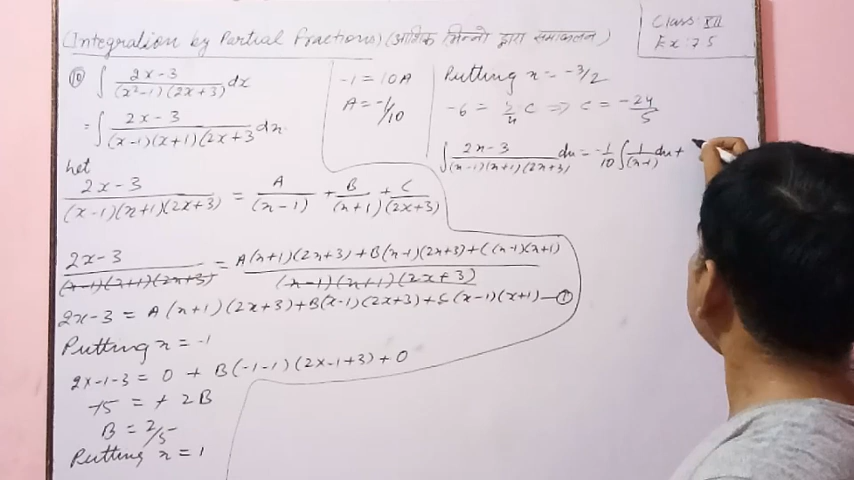 (Integration by Partial Fractions) (आंशिक भिन्नो द्वारा समाकलन)
Class: XII
Ex: 7.5
⑩ ∫ (2x-3)/((x²-1)(2x+3)) dx
= ∫ (2x-3)/((x-1)(x+1)(2x+3)) dx
Let
(2x-3)/((x-1)(x+1)(2x+3)) = A/(x-1) + B/(x+1) + C/(2x+3)
(2x-3)/((x-1)(x+1)(2x+3)) = (A(x+1)(2x+3)+B(x-1)(2x+3)+C(x-1)(x+1))/((x-1)(x+1)(2x+3))
2x-3 = A(x+1)(2x+3)+B(x-1)(2x+3)+C(x-1)(x+1) — ①
Putting x = -1
2x-1-3 = 0 + B(-1-1)(2x-1+3)+0
+5 = + 2B
B = 2/5
Putting x = 1
-1 = 10A
A = -1/10
Putting x = -3/2
-6 = 5/4 C ⇒ C = -24/5
∫ (2x-3)/((x-1)(x+1)(2x+3)) dx = -1/10 ∫ 1/(x-1) dx +